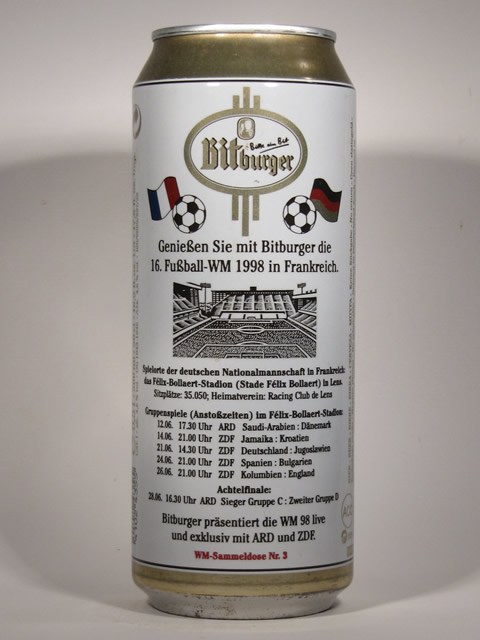 Bitte ein Bit
Bitburger
Genießen Sie mit Bitburger die
16. Fußball-WM 1998 in Frankreich.
Spielorte der deutschen Nationalmannschaft in Frankreich:
das Félix-Bollaert-Stadion (Stade Félix Bollaert) in Lens.
Sitzplätze: 35.050; Heimatverein: Racing Club de Lens
Gruppenspiele (Anstoßzeiten) im Félix-Bollaert-Stadion:
12.06. 17.30 Uhr ARD Saudi-Arabien : Dänemark
14.06. 21.00 Uhr ZDF Jamaika : Kroatien
21.06. 14.30 Uhr ZDF Deutschland : Jugoslawien
24.06. 21.00 Uhr ZDF Spanien : Bulgarien
26.06. 21.00 Uhr ZDF Kolumbien : England
Achtelfinale:
28.06. 16.30 Uhr ARD Sieger Gruppe C : Zweiter Gruppe D
Bitburger präsentiert die WM 98 live
und exklusiv mit ARD und ZDF.
WM-Sammeldose Nr. 3